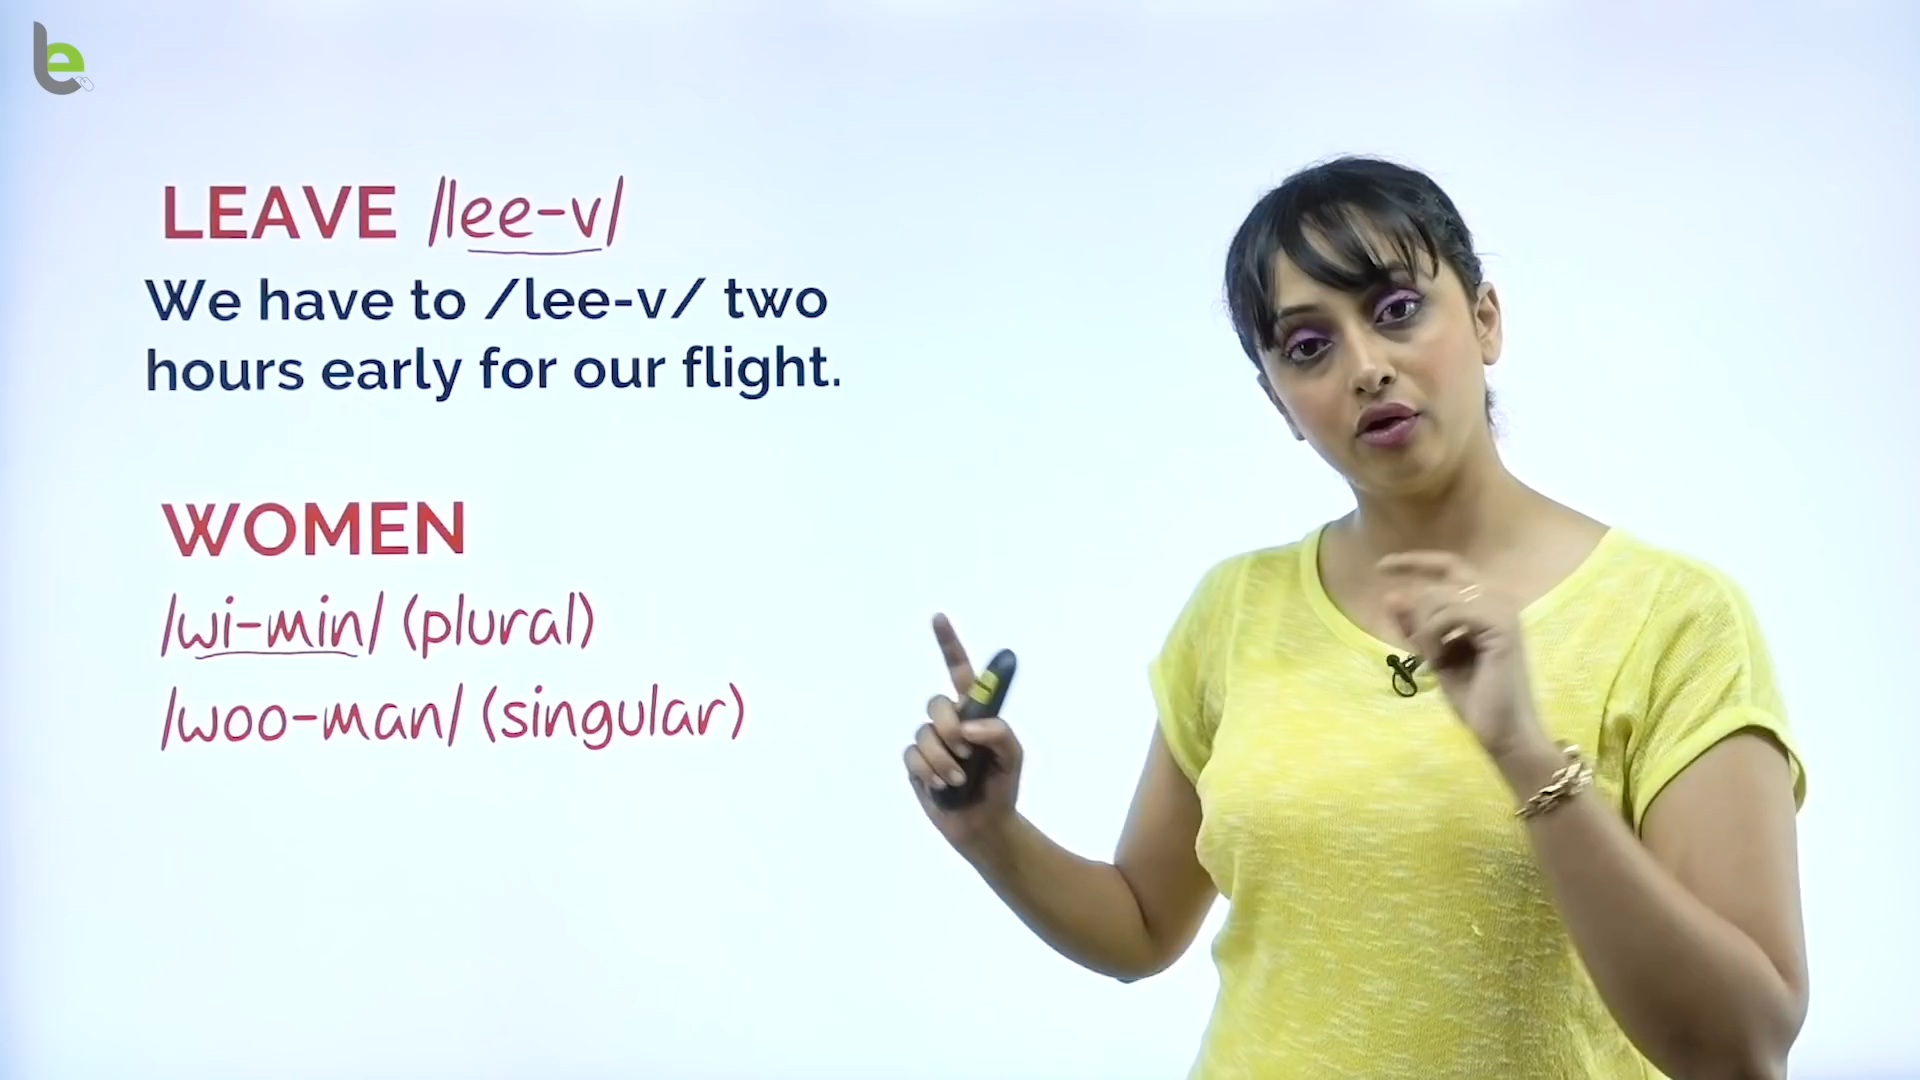 LEAVE /lee-v/
We have to /lee-v/ two
hours early for our flight.
WOMEN
/wi-min/ (plural)
/woo-man/ (singular)